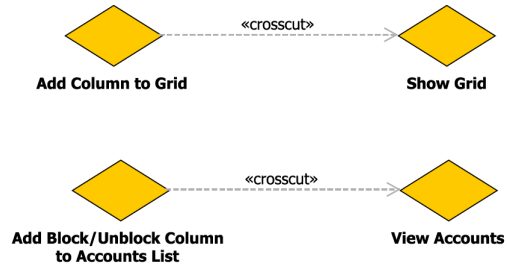 «crosscut»
Add Column to Grid
Show Grid
«crosscut»
Add Block/Unblock Column
to Accounts List
View Accounts